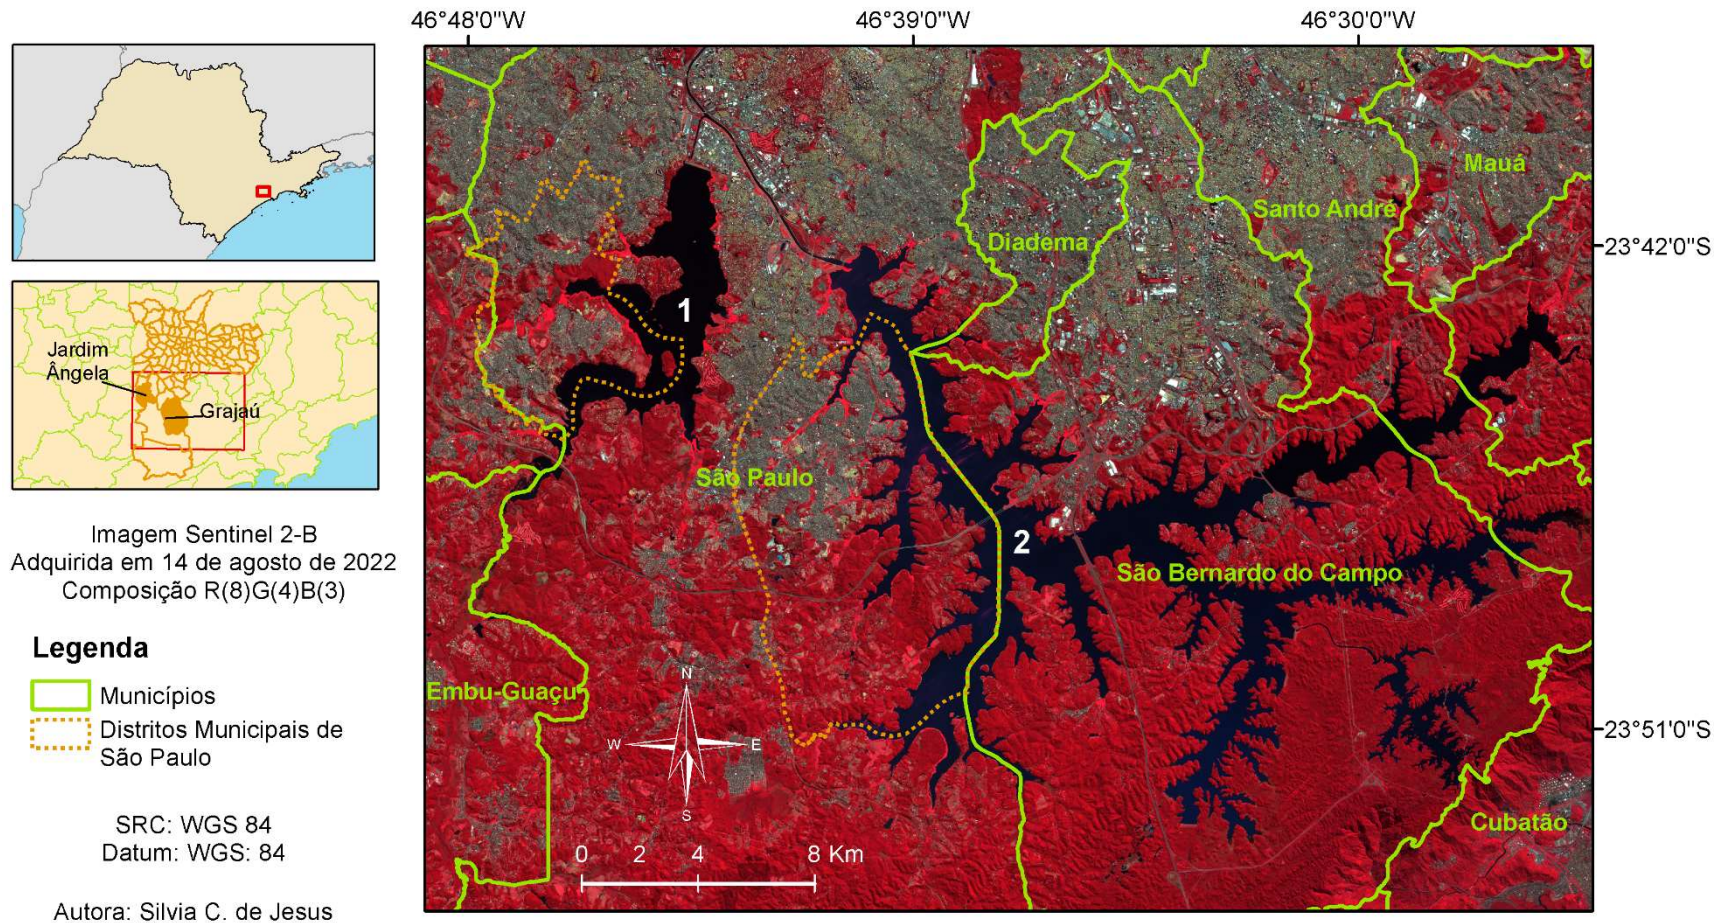 46°48'0"W
46°39'0"W
46°30'0"W
23°42'0"S
23°51'0"S
Jardim
Ângela
Grajaú
Imagem Sentinel 2-B
Adquirida em 14 de agosto de 2022
Composição R(8)G(4)B(3)
Legenda
Municípios
Distritos Municipais de
São Paulo
SRC: WGS 84
Datum: WGS: 84
Autora: Silvia C. de Jesus
Mauá
Santo André
Diadema
1
São Paulo
2
São Bernardo do Campo
Embu-Guaçu
Cubatão
N
W
E
S
0 2 4 8 Km